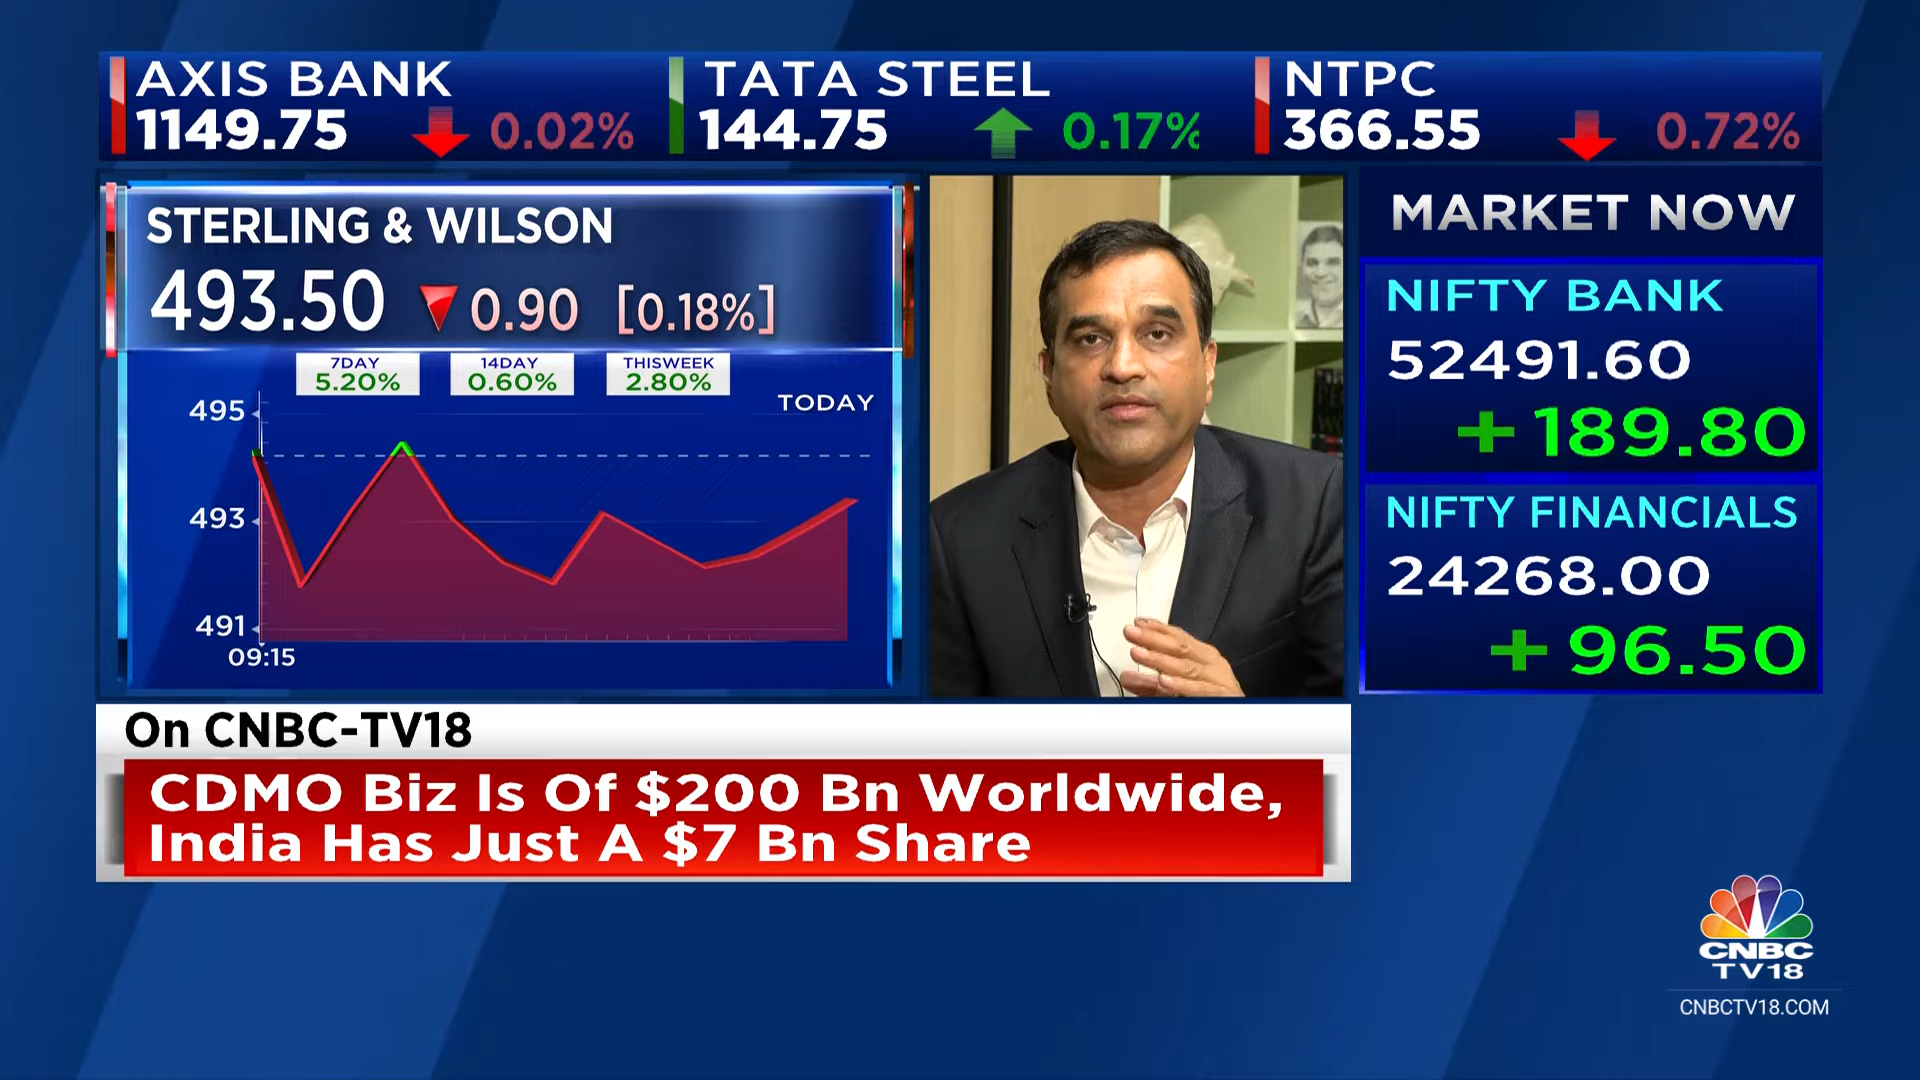 AXIS BANK
1149.75 0.02%
TATA STEEL
144.75 0.17%
NTPC
366.55 0.72%
STERLING & WILSON
493.50 0.90 [0.18%]
7DAY
5.20%
14DAY
0.60%
THISWEEK
2.80%
TODAY
495
493
491
09:15
MARKET NOW
NIFTY BANK
52491.60
+189.80
NIFTY FINANCIALS
24268.00
+96.50
On CNBC-TV18
CDMO Biz Is Of $200 Bn Worldwide,
India Has Just A $7 Bn Share
CNBC
TV18
CNBCTV18.COM